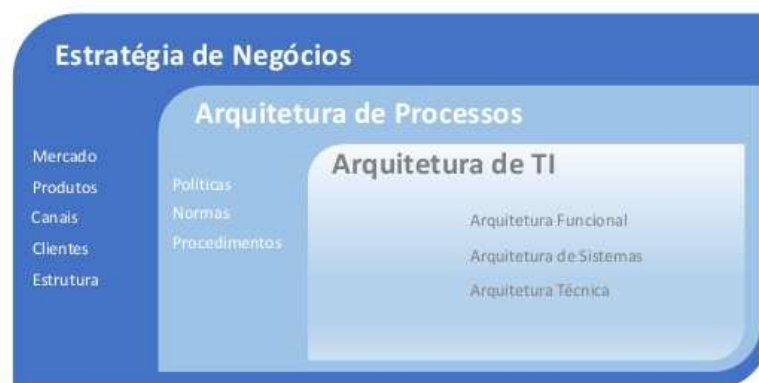 Estratégia de Negócios
Arquitetura de Processos
Arquitetura de TI
Mercado
Produtos
Canais
Clientes
Estrutura
Políticas
Normas
Procedimentos
Arquitetura Funcional
Arquitetura de Sistemas
Arquitetura Técnica